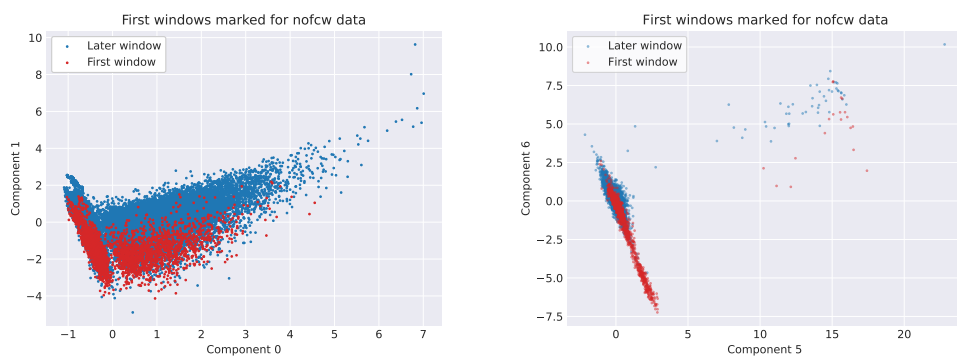 First windows marked for nofcw data
10
8
6
4
2
0
−2
−4
Later window
First window
Component 1
−1 0 1 2 3 4 5 6 7
Component 0
First windows marked for nofcw data
10.0
7.5
5.0
2.5
0.0
−2.5
−5.0
−7.5
Later window
First window
Component 6
0 5 10 15 20
Component 5